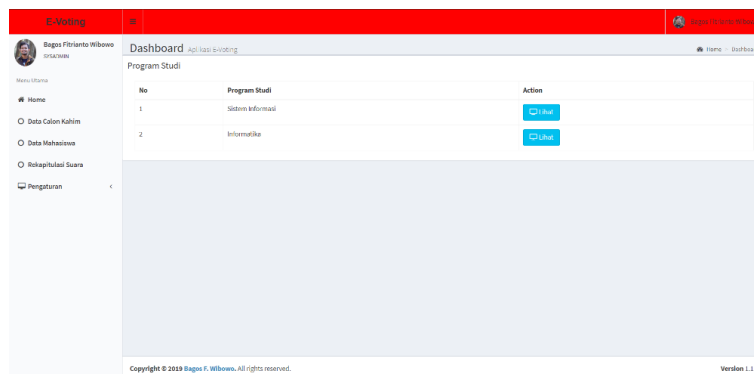 E-Voting
Bagos Fitrianto Wibowo
Bagos Fitrianto Wibowo
SYSADMIN
Dashboard Aplikasi E-Voting
Home > Dashboa
Program Studi
Menu Utama
Home
Data Calon Kahim
Data Mahasiswa
Rekapitulasi Suara
Pengaturan
No Program Studi Action
1 Sistem Informasi Lihat
2 Informatika Lihat
Copyright © 2019 Bagos F. Wibowo. All rights reserved.
Version 1.1